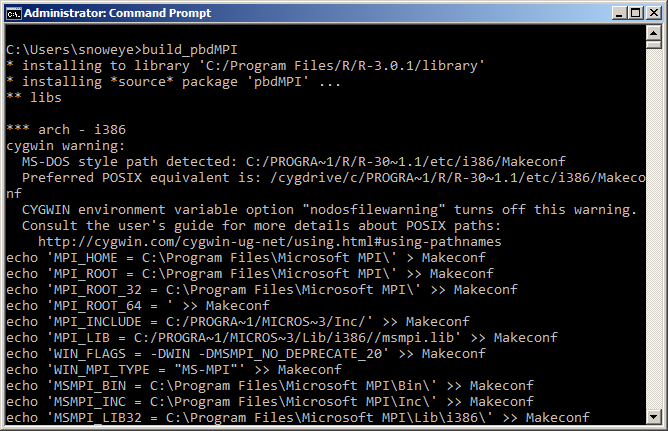 Administrator: Command Prompt
C:\Users\snoweye>build_pbdMPI
* installing to library 'C:/Program Files/R/R-3.0.1/library'
* installing *source* package 'pbdMPI' ...
** libs
*** arch - i386
cygwin warning:
  MS-DOS style path detected: C:/PROGRA~1/R/R-30~1.1/etc/i386/Makeconf
  Preferred POSIX equivalent is: /cygdrive/c/PROGRA~1/R/R-30~1.1/etc/i386/Makeco
nf
  CYGWIN environment variable option "nodosfilewarning" turns off this warning.
  Consult the user's guide for more details about POSIX paths:
    http://cygwin.com/cygwin-ug-net/using.html#using-pathnames
echo 'MPI_HOME = C:\Program Files\Microsoft MPI\' > Makeconf
echo 'MPI_ROOT = C:\Program Files\Microsoft MPI\' >> Makeconf
echo 'MPI_ROOT_32 = C:\Program Files\Microsoft MPI\' >> Makeconf
echo 'MPI_ROOT_64 = ' >> Makeconf
echo 'MPI_INCLUDE = C:/PROGRA~1/MICROS~3/Inc/' >> Makeconf
echo 'MPI_LIB = C:/PROGRA~1/MICROS~3/Lib/i386//msmpi.lib' >> Makeconf
echo 'WIN_FLAGS = -DWIN -DMSMPI_NO_DEPRECATE_20' >> Makeconf
echo 'WIN_MPI_TYPE = "MS-MPI"' >> Makeconf
echo 'MSMPI_BIN = C:\Program Files\Microsoft MPI\Bin\' >> Makeconf
echo 'MSMPI_INC = C:\Program Files\Microsoft MPI\Inc\' >> Makeconf
echo 'MSMPI_LIB32 = C:\Program Files\Microsoft MPI\Lib\i386\' >> Makeconf